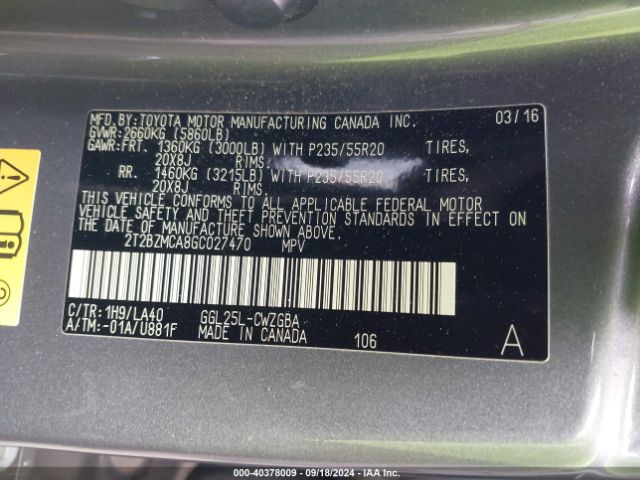 MFD.BY:TOYOTA MOTOR MANUFACTURING CANADA INC. 03/16
GVWR:2660KG (5860LB)
GAWR:FRT. 1360KG (3000LB) WITH P235/55R20 TIRES,
20X8J RIMS.
RR. 1460KG (3215LB) WITH P235/55R20 TIRES,
20X8J RIMS.
THIS VEHICLE CONFORMS TO ALL APPLICABLE FEDERAL MOTOR
VEHICLE SAFETY AND THEFT PREVENTION STANDARDS IN EFFECT ON
THE DATE OF MANUFACTURE SHOWN ABOVE.
2T2BZMCA8GC027470 MPV
C/TR: 1H9/LA40 GGL25L-CWZGBA
A/TM:-01A/U881F MADE IN CANADA 106 A
000-40378009 - 09/18/2024 - IAA Inc.